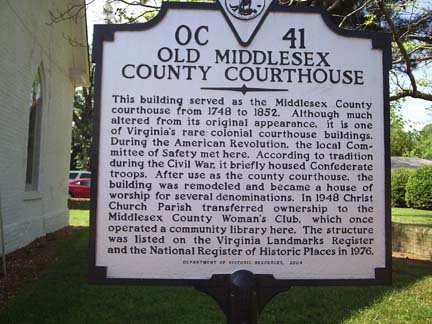 OC 41
OLD MIDDLESEX
COUNTY COURTHOUSE
This building served as the Middlesex County
courthouse from 1748 to 1852. Although much
altered from its original appearance, it is one
of Virginia's rare colonial courthouse buildings.
During the American Revolution, the local Com-
mittee of Safety met here. According to tradition
during the Civil War, it briefly housed Confederate
troops. After use as the county courthouse, the
building was remodeled and became a house of
worship for several denominations. In 1948 Christ
Church Parish transferred ownership to the
Middlesex County Woman's Club, which once
operated a community library here. The structure
was listed on the Virginia Landmarks Register
and the National Register of Historic Places in 1976.
DEPARTMENT OF HISTORIC RESOURCES, 2004